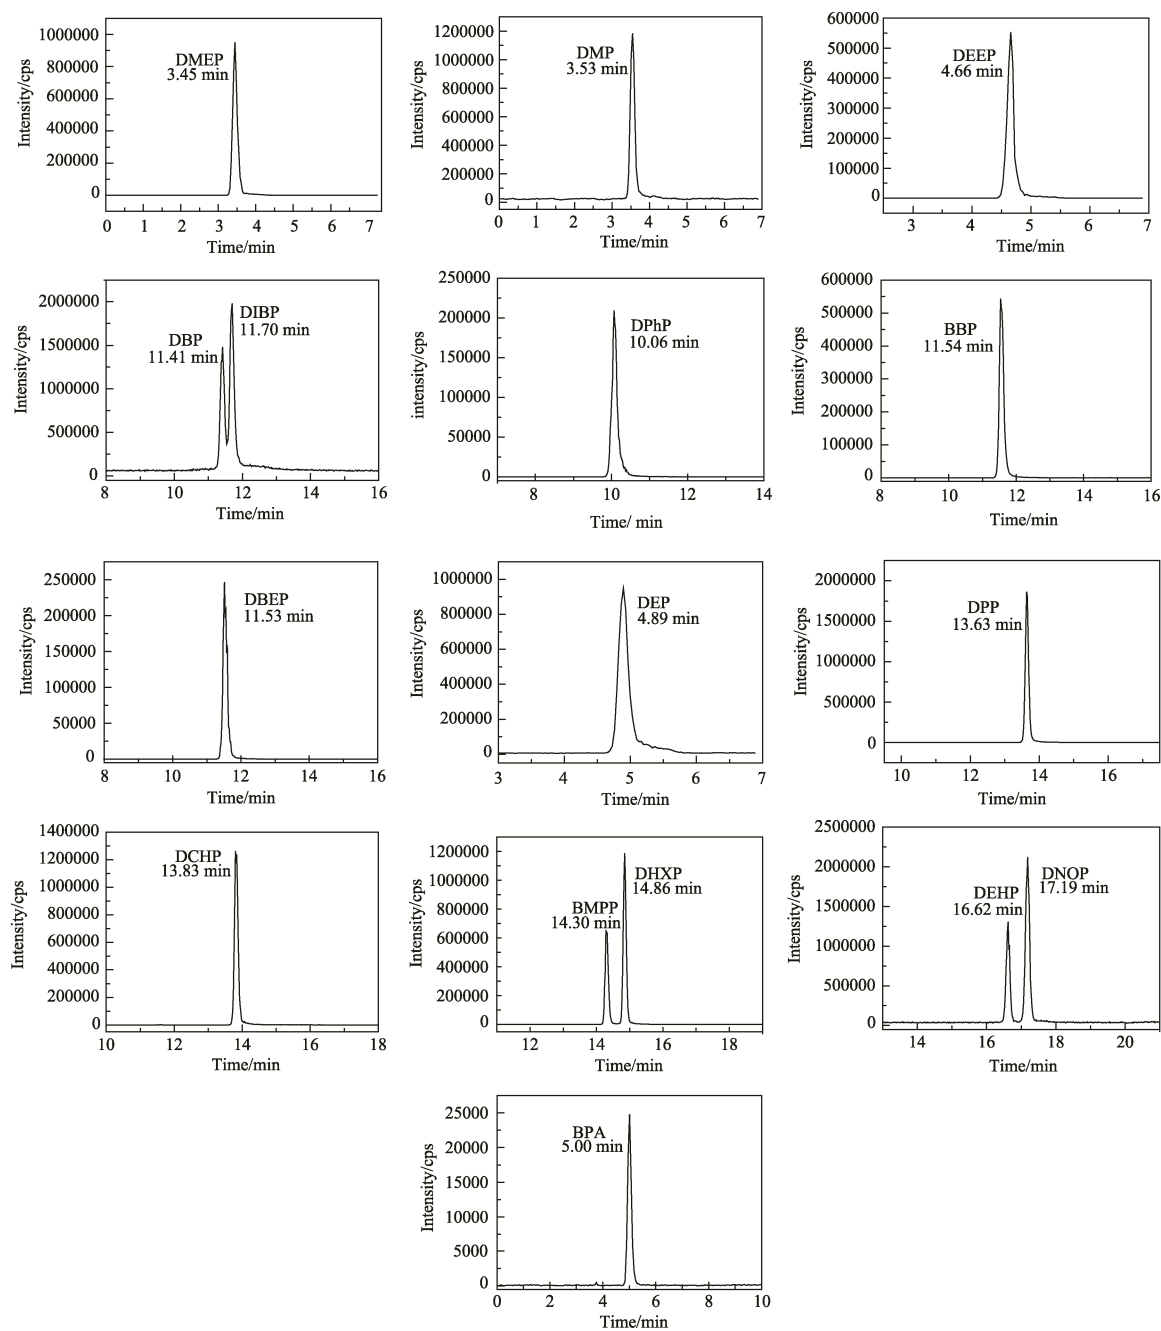 1000000
800000
600000
400000
200000
0
Intensity/cps
DMEP
3.45 min
0 1 2 3 4 5 6 7
Time/min
1200000
1000000
800000
600000
400000
200000
0
Intensity/cps
DMP
3.53 min
0 1 2 3 4 5 6 7
Time/min
600000
500000
400000
300000
200000
100000
0
Intensity/cps
DEEP
4.66 min
3 4 5 6 7
Time/min
2000000
1500000
1000000
500000
0
Intensity/cps
DIBP
11.70 min
DBP
11.41 min
8 10 12 14 16
Time/min
250000
200000
150000
100000
50000
0
intensity/cps
DPhP
10.06 min
8 10 12 14
Time/ min
600000
500000
400000
300000
200000
100000
0
Intensity/cps
BBP
11.54 min
8 10 12 14 16
Time/min
250000
200000
150000
100000
50000
0
Intensity/cps
DBEP
11.53 min
8 10 12 14 16
Time/min
1000000
800000
600000
400000
200000
0
Intensity/cps
DEP
4.89 min
3 4 5 6 7
Time/min
2000000
1500000
1000000
500000
0
Intensity/cps
DPP
13.63 min
10 12 14 16
Time/min
1400000
1200000
1000000
800000
600000
400000
200000
0
Intensity/cps
DCHP
13.83 min
10 12 14 16 18
Time/min
1200000
1000000
800000
600000
400000
200000
0
Intensity/cps
DHXP
14.86 min
BMPP
14.30 min
12 14 16 18
Time/min
2500000
2000000
1500000
1000000
500000
0
Intensity/cps
DNOP
17.19 min
DEHP
16.62 min
14 16 18 20
Time/min
25000
20000
15000
10000
5000
0
Intensity/cps
BPA
5.00 min
0 2 4 6 8 10
Time/min